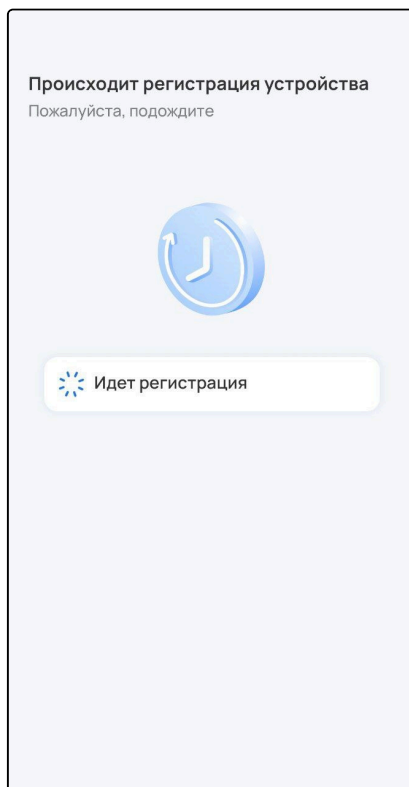 Происходит регистрация устройства
Пожалуйста, подождите
Идет регистрация